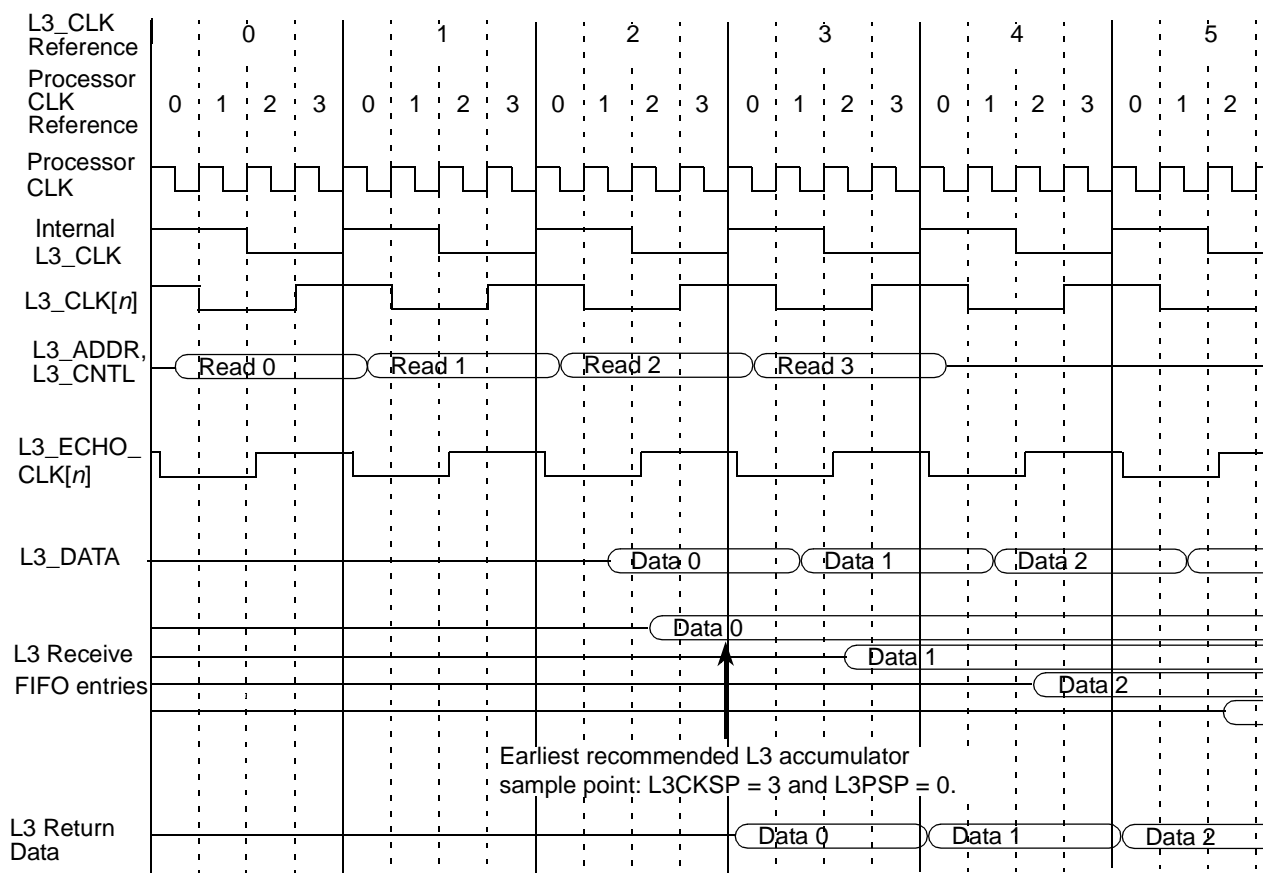 L3_CLK
Reference
0 1 2 3 4 5
Processor
CLK
Reference
0 1 2 3 0 1 2 3 0 1 2 3 0 1 2 3 0 1 2 3 0 1 2
Processor
CLK
Internal
L3_CLK
L3_CLK[n]
L3_ADDR,
L3_CNTL
Read 0 Read 1 Read 2 Read 3
L3_ECHO_
CLK[n]
L3_DATA
Data 0 Data 1 Data 2
L3 Receive
FIFO entries
Data 0
Data 1
Data 2
Earliest recommended L3 accumulator
sample point: L3CKSP = 3 and L3PSP = 0.
L3 Return
Data
Data 0 Data 1 Data 2